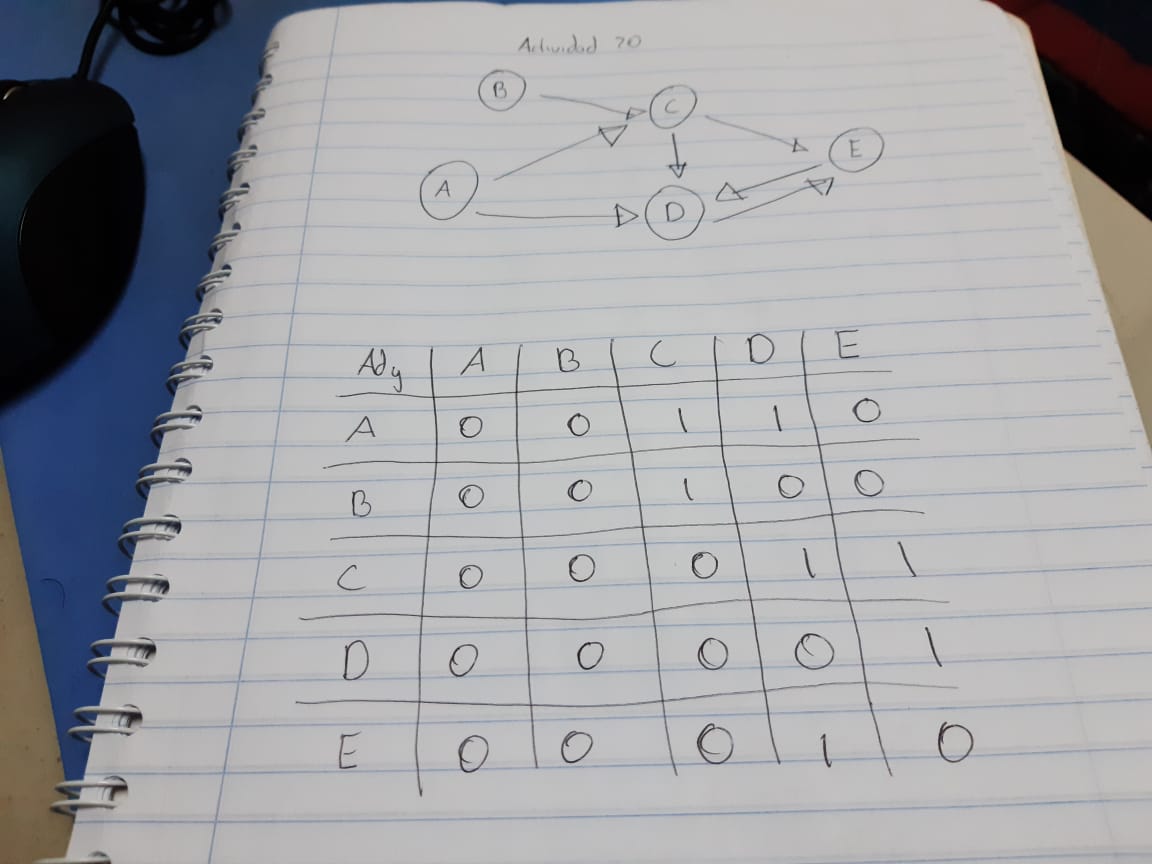 Actividad 20
B
C
E
A
D
Ady A B C D E
A 0 0 1 1 0
B 0 0 1 0 0
C 0 0 0 1 1
D 0 0 0 0 1
E 0 0 0 1 0